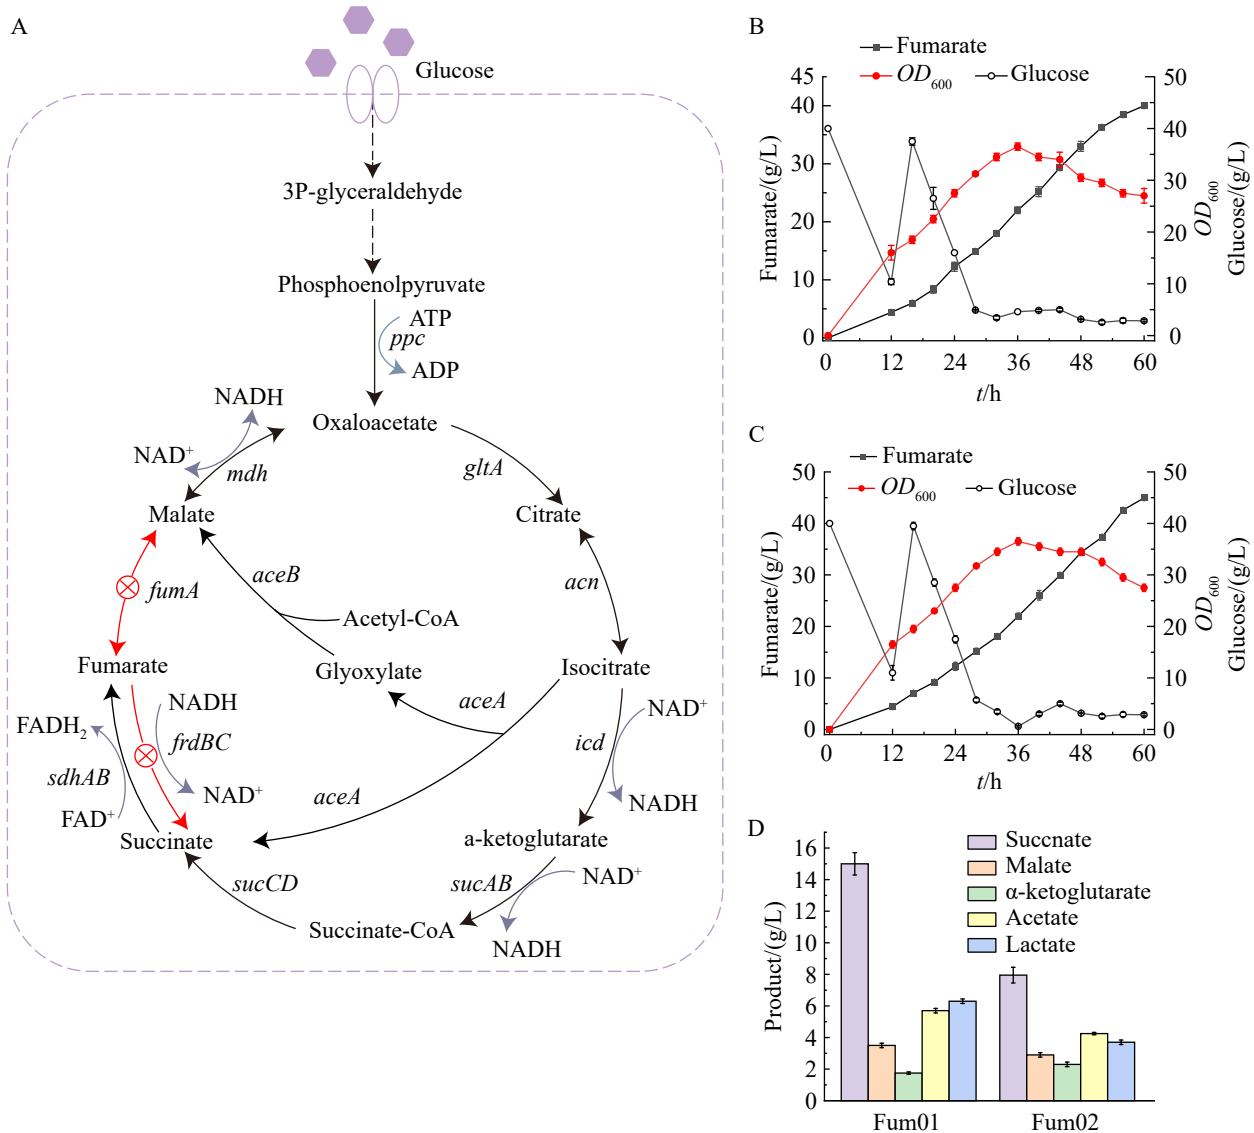 A
Glucose
3P-glyceraldehyde
Phosphoenolpyruvate
ATP
ppc
ADP
NADH
Oxaloacetate
NAD+
mdh
gltA
Malate
Citrate
aceB
acn
fumA
Acetyl-CoA
Fumarate
Glyoxylate
Isocitrate
NADH
aceA
NAD+
FADH2
frdBC
icd
sdhAB
NAD+
aceA
NADH
FAD+
Succinate
a-ketoglutarate
sucCD
sucAB
NAD+
Succinate-CoA
NADH
B
Fumarate
OD600
Glucose
45
40
30
20
10
0
Fumarate/(g/L)
50
40
30
20
10
0
OD600
Glucose/(g/L)
0 12 24 36 48 60
t/h
C
Fumarate
OD600
Glucose
50
40
30
20
10
0
Fumarate/(g/L)
50
40
30
20
10
0
OD600
Glucose/(g/L)
0 12 24 36 48 60
t/h
D
Succnate
Malate
α-ketoglutarate
Acetate
Lactate
16
14
12
10
8
6
4
2
0
Product/(g/L)
Fum01 Fum02